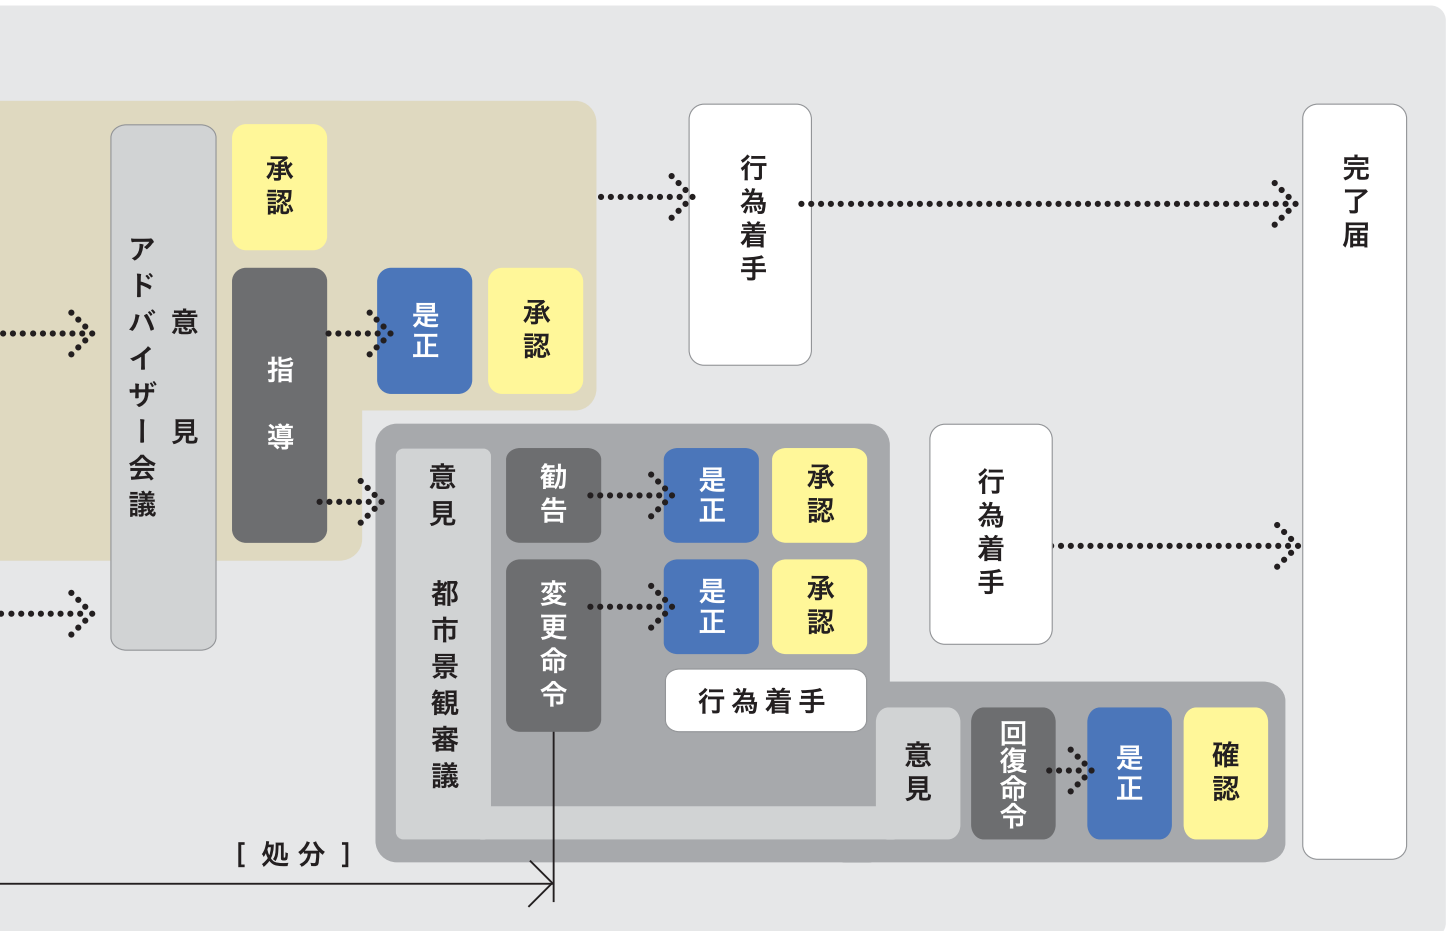 アドバイザー会議
意見
承認
指導
是正
承認
行為着手
完了届
意見
都市景観審議
勧告
是正
承認
変更命令
是正
承認
行為着手
行為着手
意見
回復命令
是正
確認
[ 処分 ]